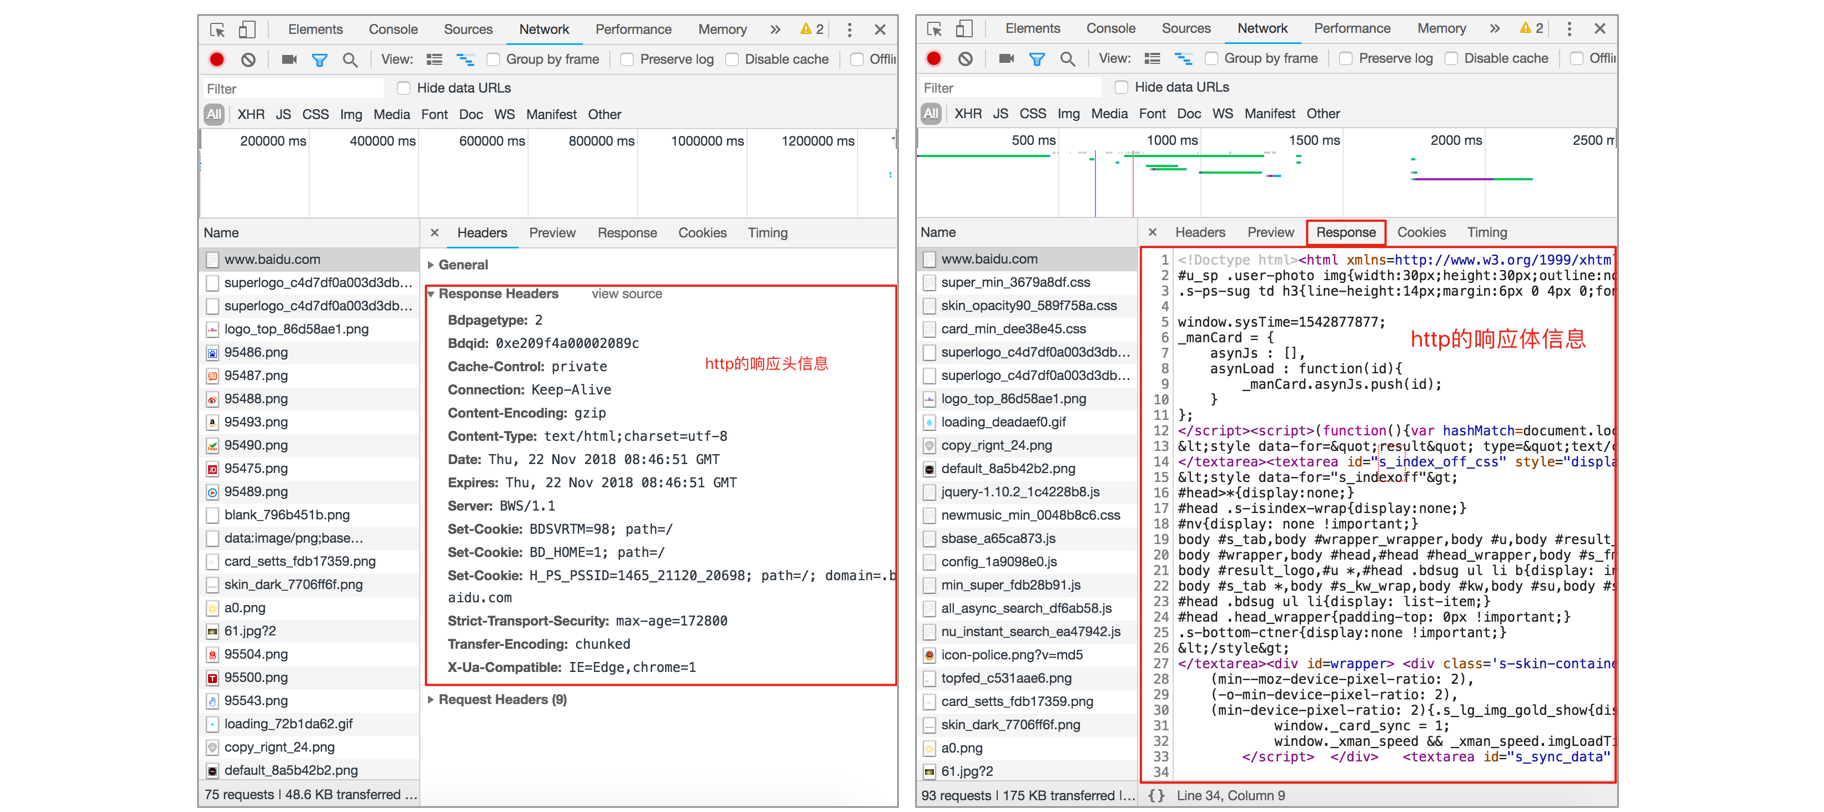 Elements Console Sources Network Performance Memory » 2
View: Group by frame Preserve log Disable cache
Filter Hide data URLs
All XHR JS CSS Img Media Font Doc WS Manifest Other
200000 ms 400000 ms 600000 ms 800000 ms 1000000 ms 1200000 ms
Name
× Headers Preview Response Cookies Timing
www.baidu.com
superlogo_c4d7df0a003d3db...
superlogo_c4d7df0a003d3db...
logo_top_86d58ae1.png
95486.png
95487.png
95488.png
95493.png
95490.png
95475.png
95489.png
blank_796b451b.png
data:image/png;base...
card_setts_fdb17359.png
skin_dark_7706ff6f.png
a0.png
61.jpg?2
95504.png
95500.png
95543.png
loading_72b1da62.gif
copy_rignt_24.png
default_8a5b42b2.png
75 requests | 48.6 KB transferred ...
General
Response Headers view source
Bdpagetype: 2
Bdqid: 0xe209f4a00002089c
Cache-Control: private
http的响应头信息
Connection: Keep-Alive
Content-Encoding: gzip
Content-Type: text/html;charset=utf-8
Date: Thu, 22 Nov 2018 08:46:51 GMT
Expires: Thu, 22 Nov 2018 08:46:51 GMT
Server: BWS/1.1
Set-Cookie: BDSVRTM=98; path=/
Set-Cookie: BD_HOME=1; path=/
Set-Cookie: H_PS_PSSID=1465_21120_20698; path=/; domain=.b
aidu.com
Strict-Transport-Security: max-age=172800
Transfer-Encoding: chunked
X-Ua-Compatible: IE=Edge,chrome=1
Request Headers (9)
Elements Console Sources Network Performance Memory » 2
View: Group by frame Preserve log Disable cache
Filter Hide data URLs
All XHR JS CSS Img Media Font Doc WS Manifest Other
500 ms 1000 ms 1500 ms 2000 ms 2500 m
Name
× Headers Preview Response Cookies Timing
www.baidu.com
super_min_3679a8df.css
skin_opacity90_589f758a.css
card_min_dee38e45.css
superlogo_c4d7df0a003d3db...
superlogo_c4d7df0a003d3db...
logo_top_86d58ae1.png
loading_deadaef0.gif
copy_rignt_24.png
default_8a5b42b2.png
jquery-1.10.2_1c4228b8.js
newmusic_min_0048b8c6.css
sbase_a65ca873.js
config_1a9098e0.js
min_super_fdb28b91.js
all_async_search_df6ab58.js
nu_instant_search_ea47942.js
icon-police.png?v=md5
topfed_c531aae6.png
card_setts_fdb17359.png
skin_dark_7706ff6f.png
a0.png
61.jpg?2
93 requests | 175 KB transferred |...
1 <!Doctype html><html xmlns=http://www.w3.org/1999/xhtml
2 #u_sp .user-photo img{width:30px;height:30px;outline:no
3 .s-ps-sug td h3{line-height:14px;margin:6px 0 4px 0;fon
4
5 window.sysTime=1542877877;
http的响应体信息
6 _manCard = {
7 asynJs : [],
8 asynLoad : function(id){
9 _manCard.asynJs.push(id);
10 }
11 };
12 </script><script>(function(){var hashMatch=document.loc
13 &lt;style data-for=&quot;result&quot; type=&quot;text/c
14 </textarea><textarea id="s_index_off_css" style="displa
15 &lt;style data-for="s_indexoff"&gt;
16 #head>*{display:none;}
17 #head .s-isindex-wrap{display:none;}
18 #nv{display: none !important;}
19 body #s_tab,body #wrapper_wrapper,body #u,body #result_
20 body #wrapper,body #head,#head #head_wrapper,body #s_fm
21 body #result_logo,#u *,#head .bdsug ul li b{display: in
22 body #s_tab *,body #s_kw_wrap,body #kw,body #su,body #s
23 #head .bdsug ul li{display: list-item;}
24 #head .head_wrapper{padding-top: 0px !important;}
25 .s-bottom-ctner{display:none !important;}
26 &lt;/style&gt;
27 </textarea><div id=wrapper> <div class='s-skin-containe
28 (min--moz-device-pixel-ratio: 2),
29 (-o-min-device-pixel-ratio: 2),
30 (min-device-pixel-ratio: 2){.s_lg_img_gold_show{dis
31 window._card_sync = 1;
32 window._xman_speed && _xman_speed.imgLoadTi
33 </script> </div> <textarea id="s_sync_data"
34
{} Line 34, Column 9